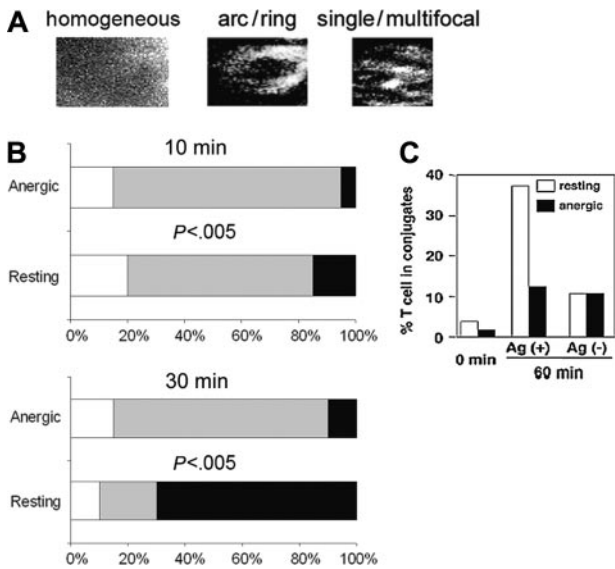 A
homogeneous
arc/ring
single/multifocal
B
10 min
Anergic
P<.005
Resting
0% 20% 40% 60% 80% 100%
30 min
Anergic
P<.005
Resting
0% 20% 40% 60% 80% 100%
C
% T cell in conjugates
40
30
20
10
0
resting
anergic
0 min
Ag (+)
Ag (-)
60 min